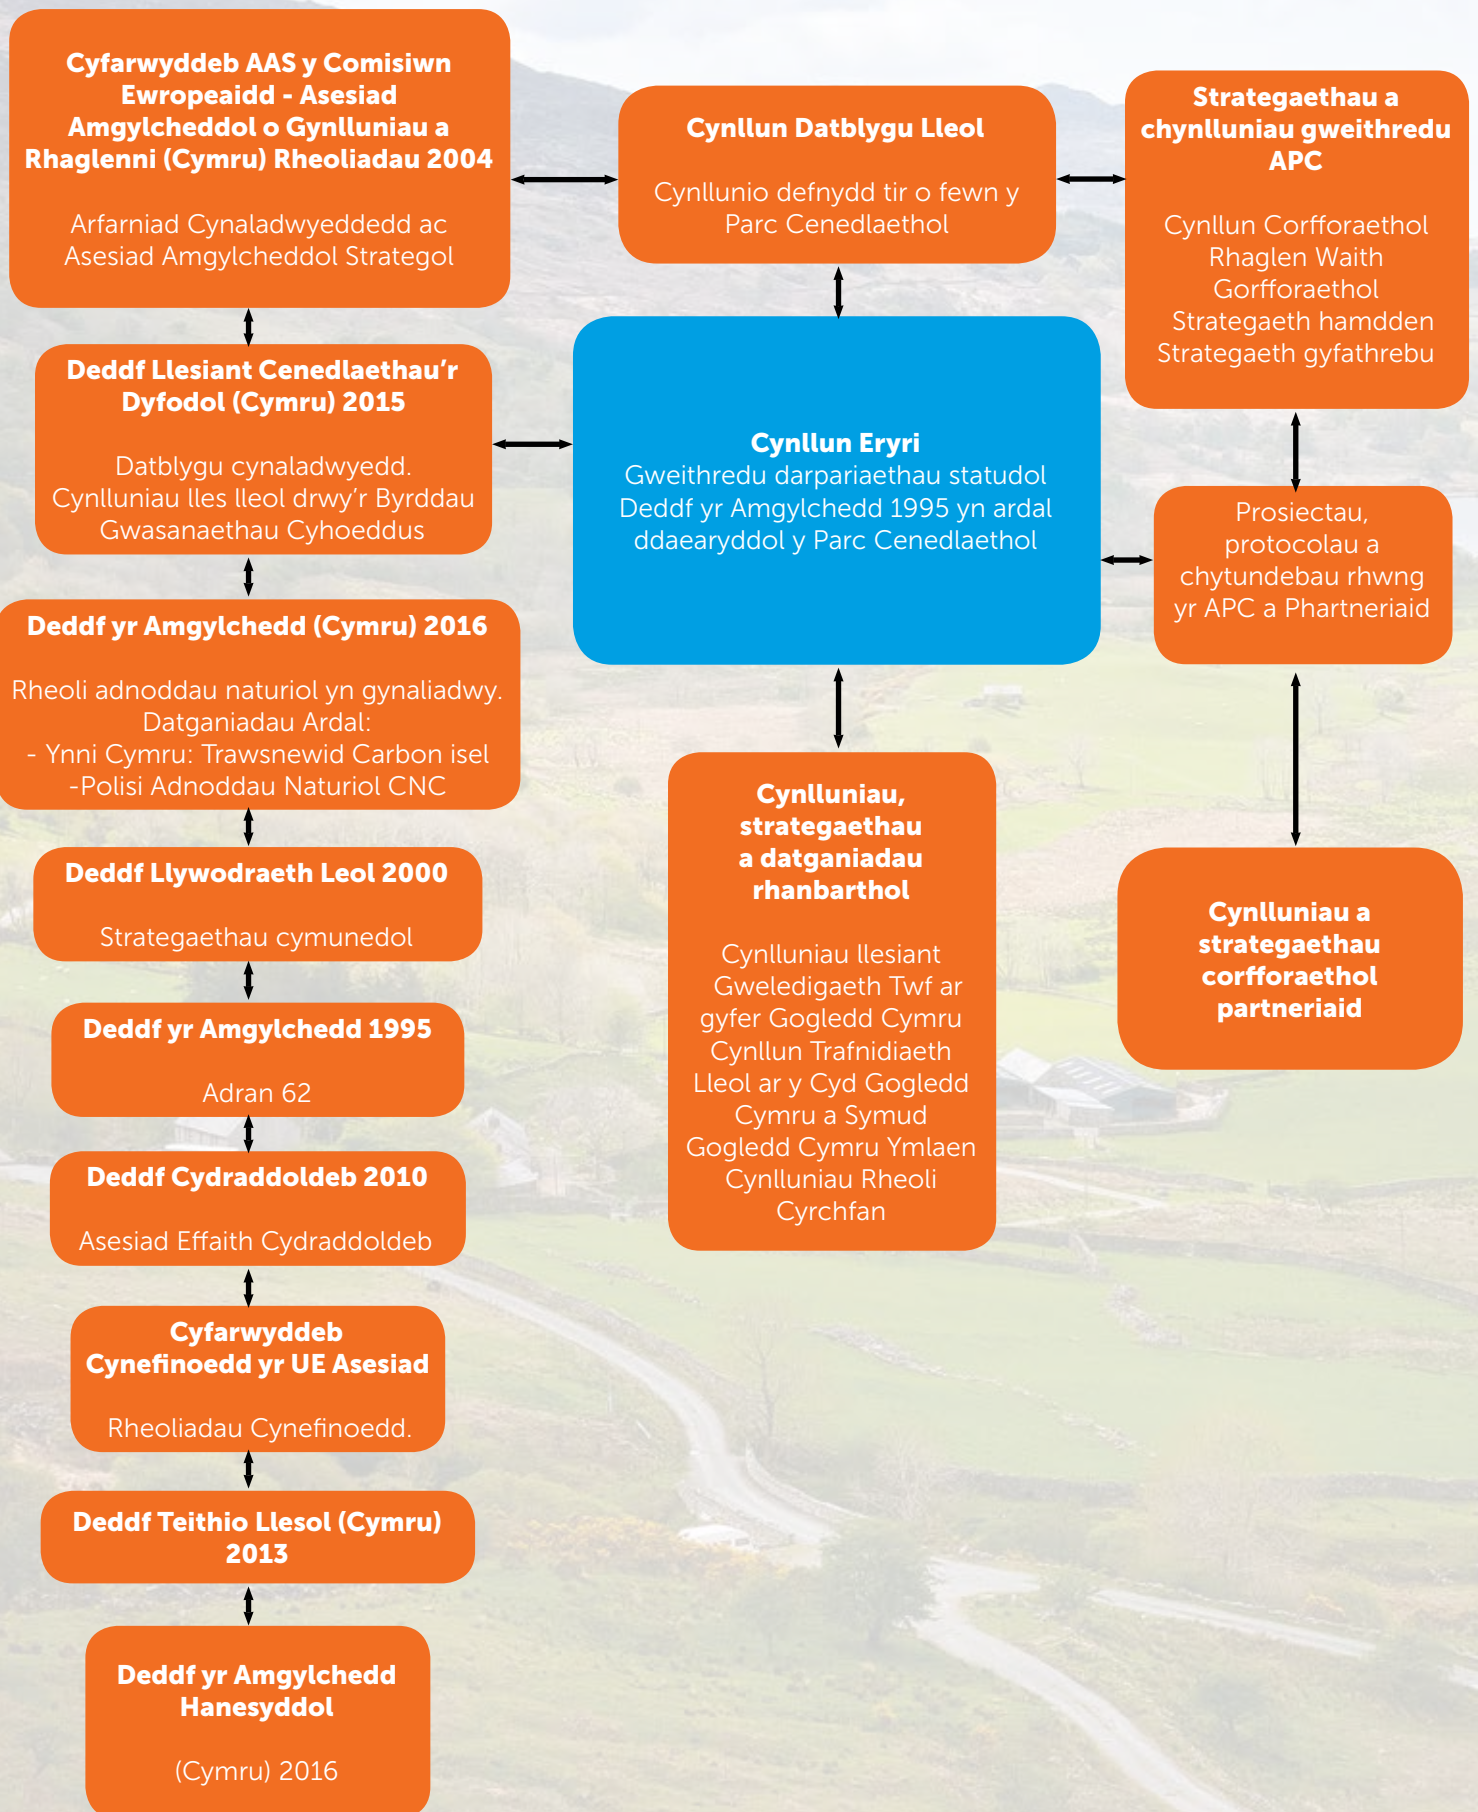 Cyfarwyddeb AAS y Comisiwn
Ewropeaidd - Asesiad
Amgylcheddol o Gynlluniau a
Rhaglenni (Cymru) Rheoliadau 2004
Arfarniad Cynaladwyeddedd ac
Asesiad Amgylcheddol Strategol
Cynllun Datblygu Lleol
Cynllunio defnydd tir o fewn y
Parc Cenedlaethol
Strategaethau a
chynlluniau gweithredu
APC
Cynllun Corfforaethol
Rhaglen Waith
Gorfforaethol
Strategaeth hamdden
Strategaeth gyfathrebu
Deddf Llesiant Cenedlaethau'r
Dyfodol (Cymru) 2015
Datblygu cynaladwyedd.
Cynlluniau lles lleol drwy'r Byrddau
Gwasanaethau Cyhoeddus
Cynllun Eryri
Gweithredu darpariaethau statudol
Deddf yr Amgylchedd 1995 yn ardal
ddaearyddol y Parc Cenedlaethol
Prosiectau,
protocolau a
chytundebau rhwng
yr APC a Phartneriaid
Deddf yr Amgylchedd (Cymru) 2016
Rheoli adnoddau naturiol yn gynaliadwy.
Datganiadau Ardal:
- Ynni Cymru: Trawsnewid Carbon isel
-Polisi Adnoddau Naturiol CNC
Cynlluniau,
strategaethau
a datganiadau
rhanbarthol
Cynlluniau llesiant
Gweledigaeth Twf ar
gyfer Gogledd Cymru
Cynllun Trafnidiaeth
Lleol ar y Cyd Gogledd
Cymru a Symud
Gogledd Cymru Ymlaen
Cynlluniau Rheoli
Cyrchfan
Cynlluniau a
strategaethau
corfforaethol
partneriaid
Deddf Llywodraeth Leol 2000
Strategaethau cymunedol
Deddf yr Amgylchedd 1995
Adran 62
Deddf Cydraddoldeb 2010
Asesiad Effaith Cydraddoldeb
Cyfarwyddeb
Cynefinoedd yr UE Asesiad
Rheoliadau Cynefinoedd.
Deddf Teithio Llesol (Cymru)
2013
Deddf yr Amgylchedd
Hanesyddol
(Cymru) 2016